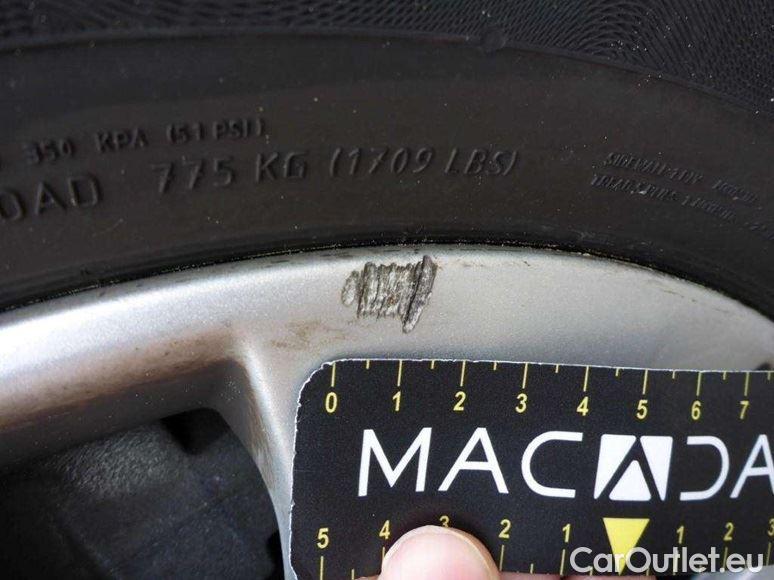 350 KPA (51 PSI)
OAD 775 KG (1709 LBS)
0 1 2 3 4 5 6 7
MACADA
5 4 3 2 1 1 2 3
CarOutlet.eu